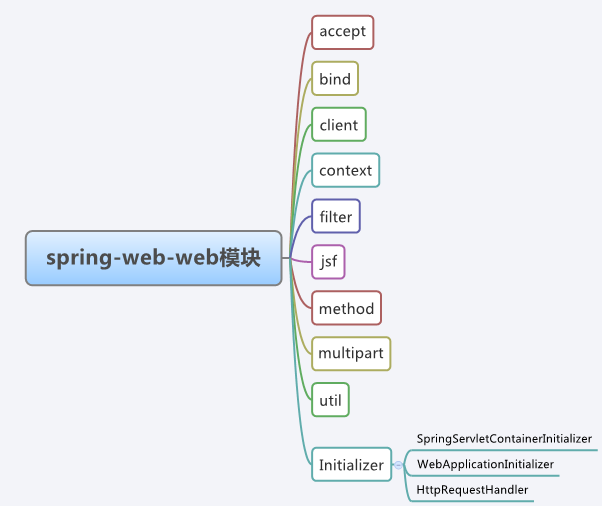 accept
bind
client
context
filter
spring-web-web模块
jsf
method
multipart
util
Initializer
SpringServletContainerInitializer
WebApplicationInitializer
HttpRequestHandler